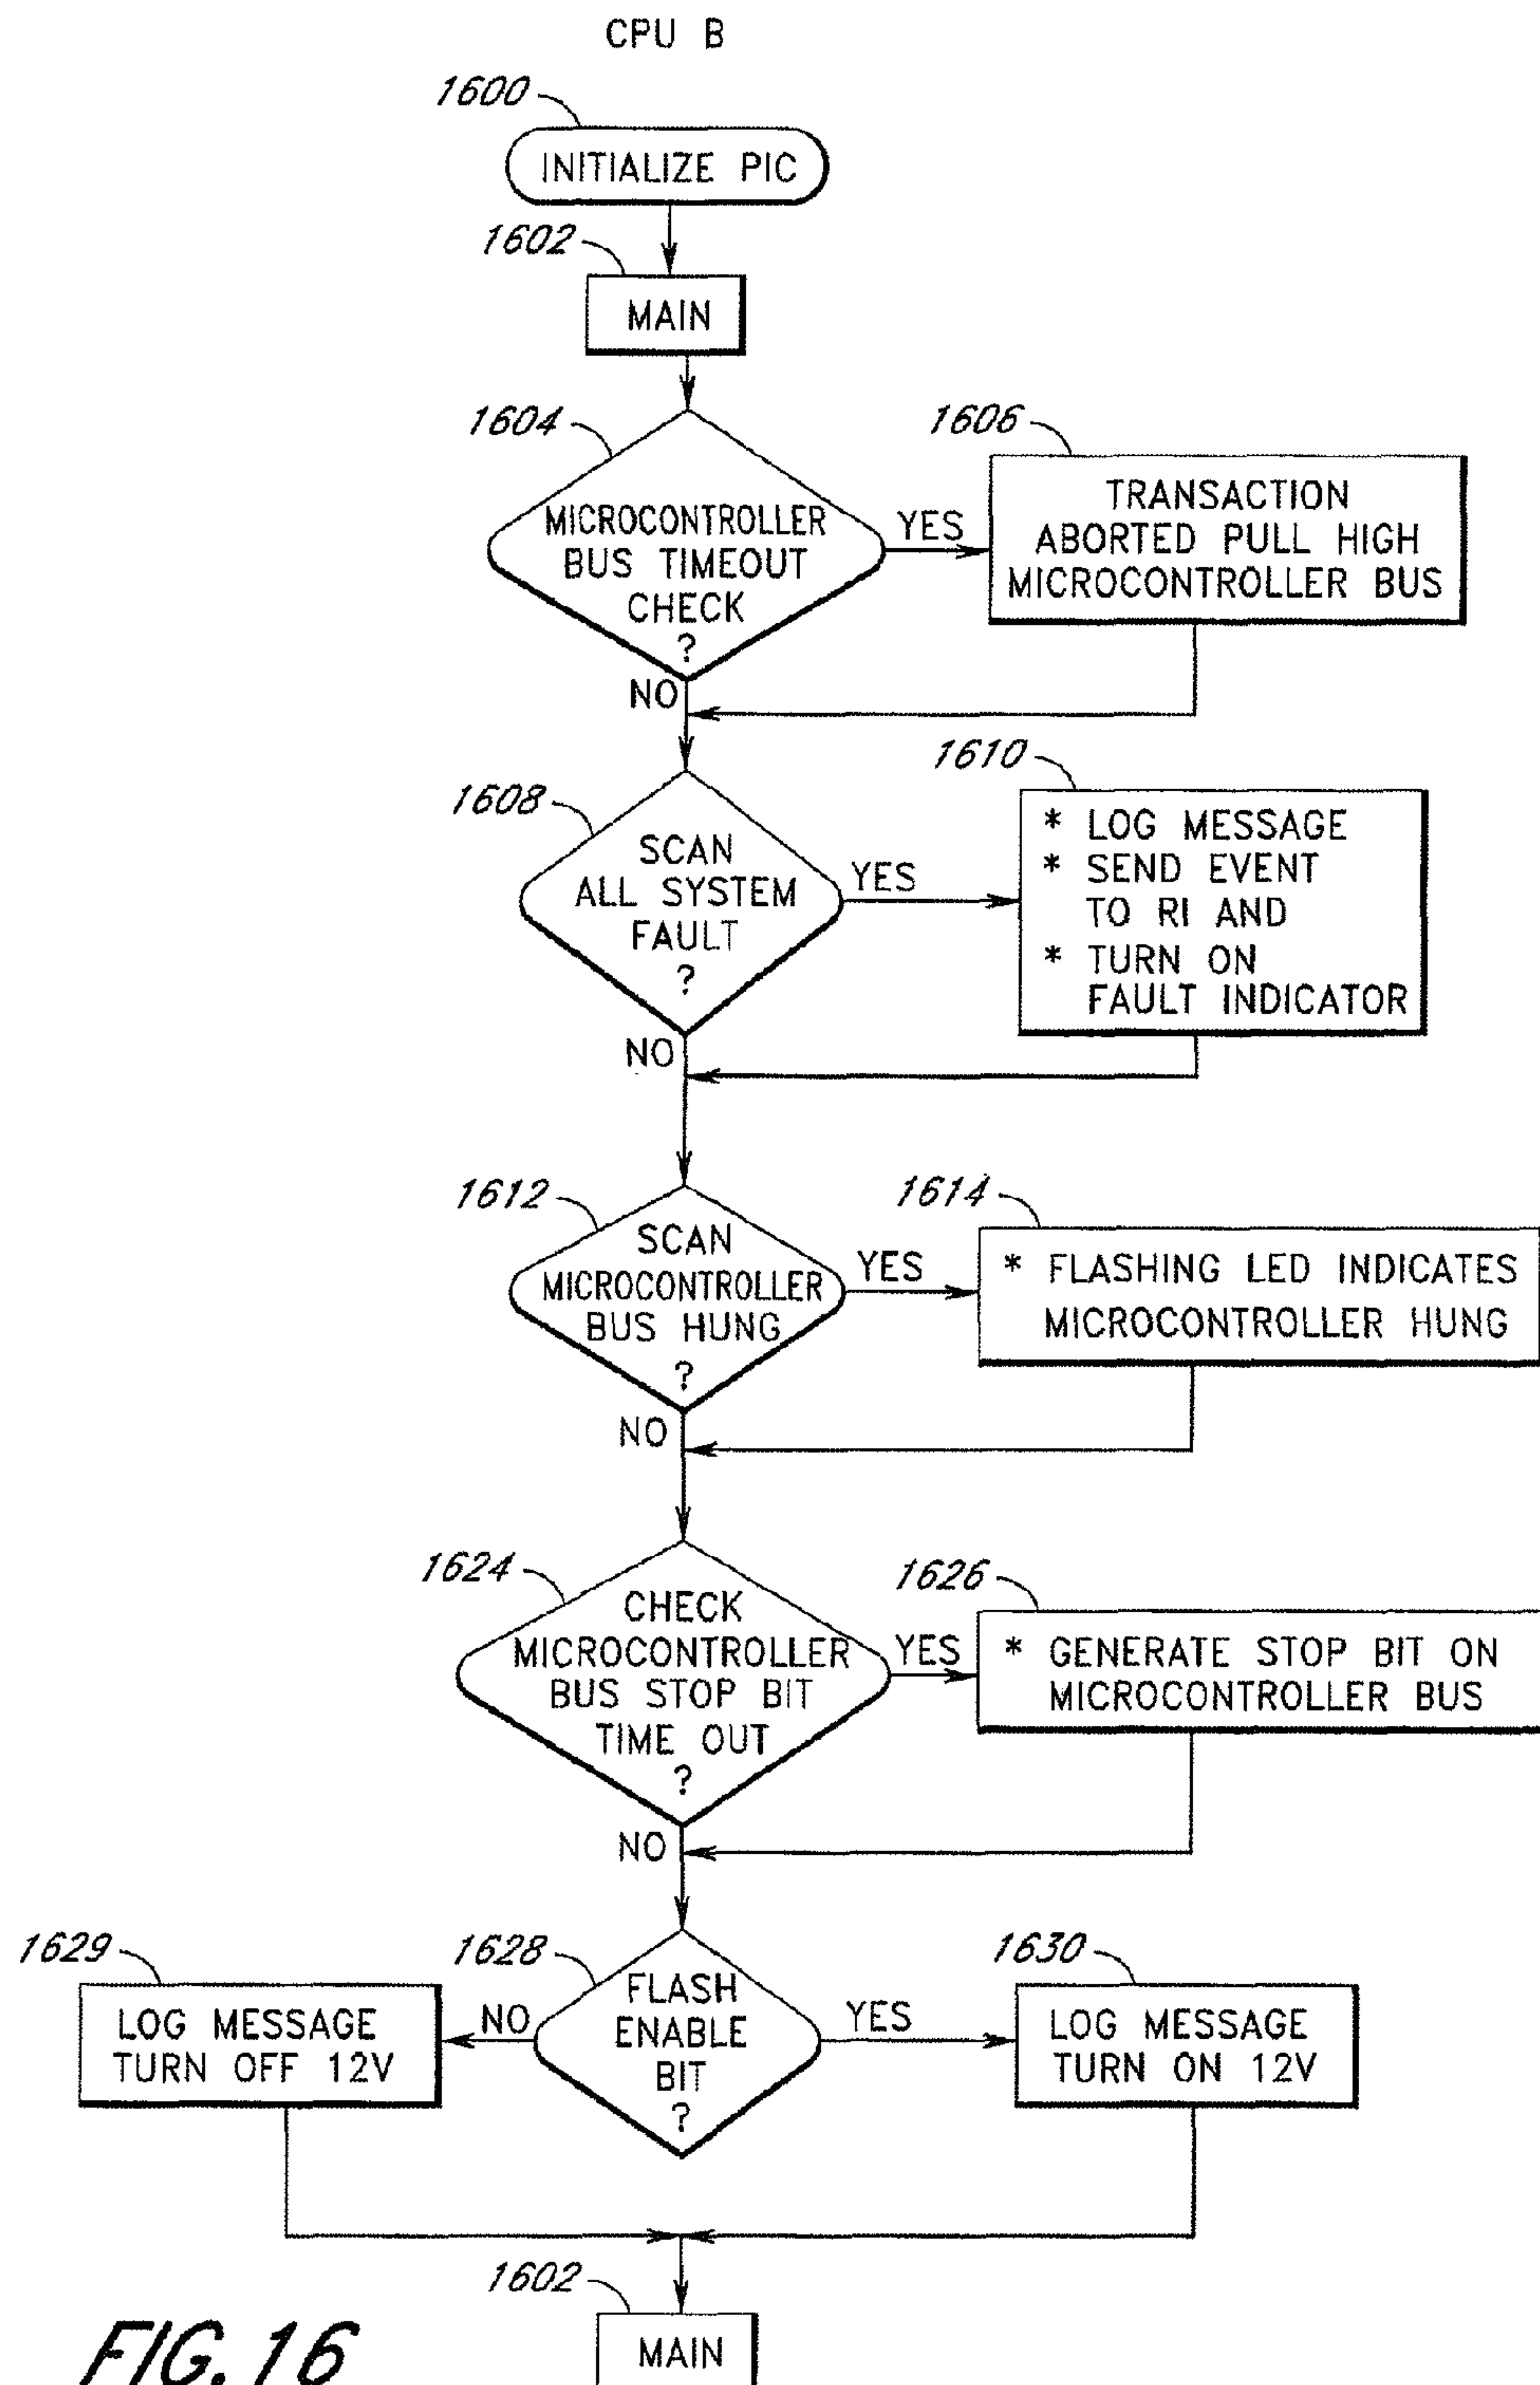 CPU B
1600
INITIALIZE PIC
1602
MAIN
1604
MICROCONTROLLER
BUS TIMEOUT
CHECK
?
YES
NO
1606
TRANSACTION
ABORTED PULL HIGH
MICROCONTROLLER BUS
1608
SCAN
ALL SYSTEM
FAULT
?
YES
NO
1610
* LOG MESSAGE
* SEND EVENT
TO RI AND
* TURN ON
FAULT INDICATOR
1612
SCAN
MICROCONTROLLER
BUS HUNG
?
YES
NO
1614
* FLASHING LED INDICATES
MICROCONTROLLER HUNG
1624
CHECK
MICROCONTROLLER
BUS STOP BIT
TIME OUT
?
YES
NO
1626
* GENERATE STOP BIT ON
MICROCONTROLLER BUS
1628
FLASH
ENABLE
BIT
?
NO
YES
1629
LOG MESSAGE
TURN OFF 12V
1630
LOG MESSAGE
TURN ON 12V
1602
MAIN
FIG. 16